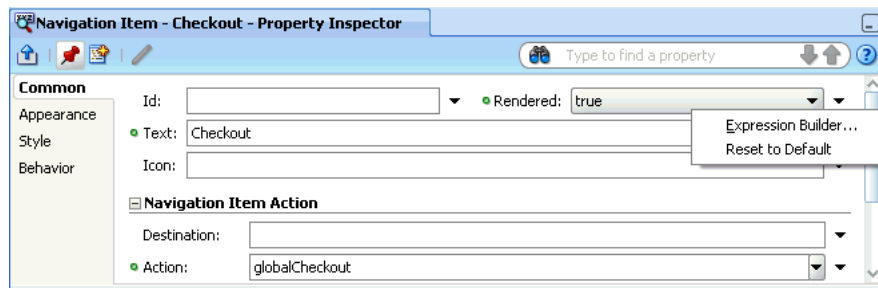 Navigation Item - Checkout - Property Inspector
Type to find a property
Common
Appearance
Style
Behavior
Id:
Rendered: true
Expression Builder...
Reset to Default
Text: Checkout
Icon:
Navigation Item Action
Destination:
Action: globalCheckout